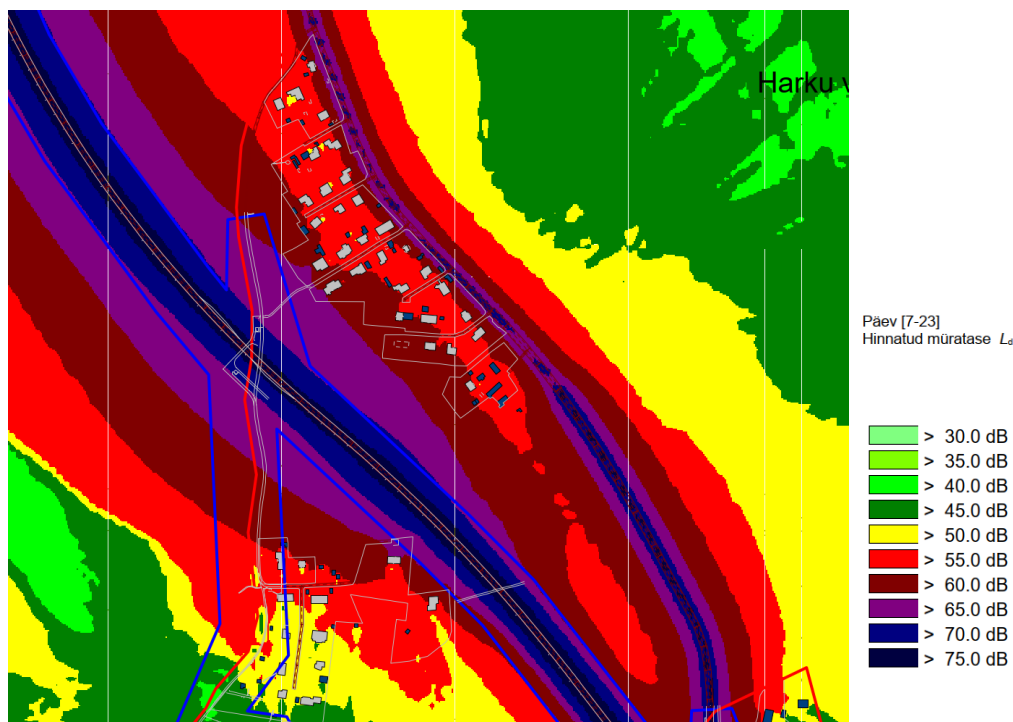 Harku v
Päev [7-23]
Hinnatud müratase Ld
> 30.0 dB
> 35.0 dB
> 40.0 dB
> 45.0 dB
> 50.0 dB
> 55.0 dB
> 60.0 dB
> 65.0 dB
> 70.0 dB
> 75.0 dB